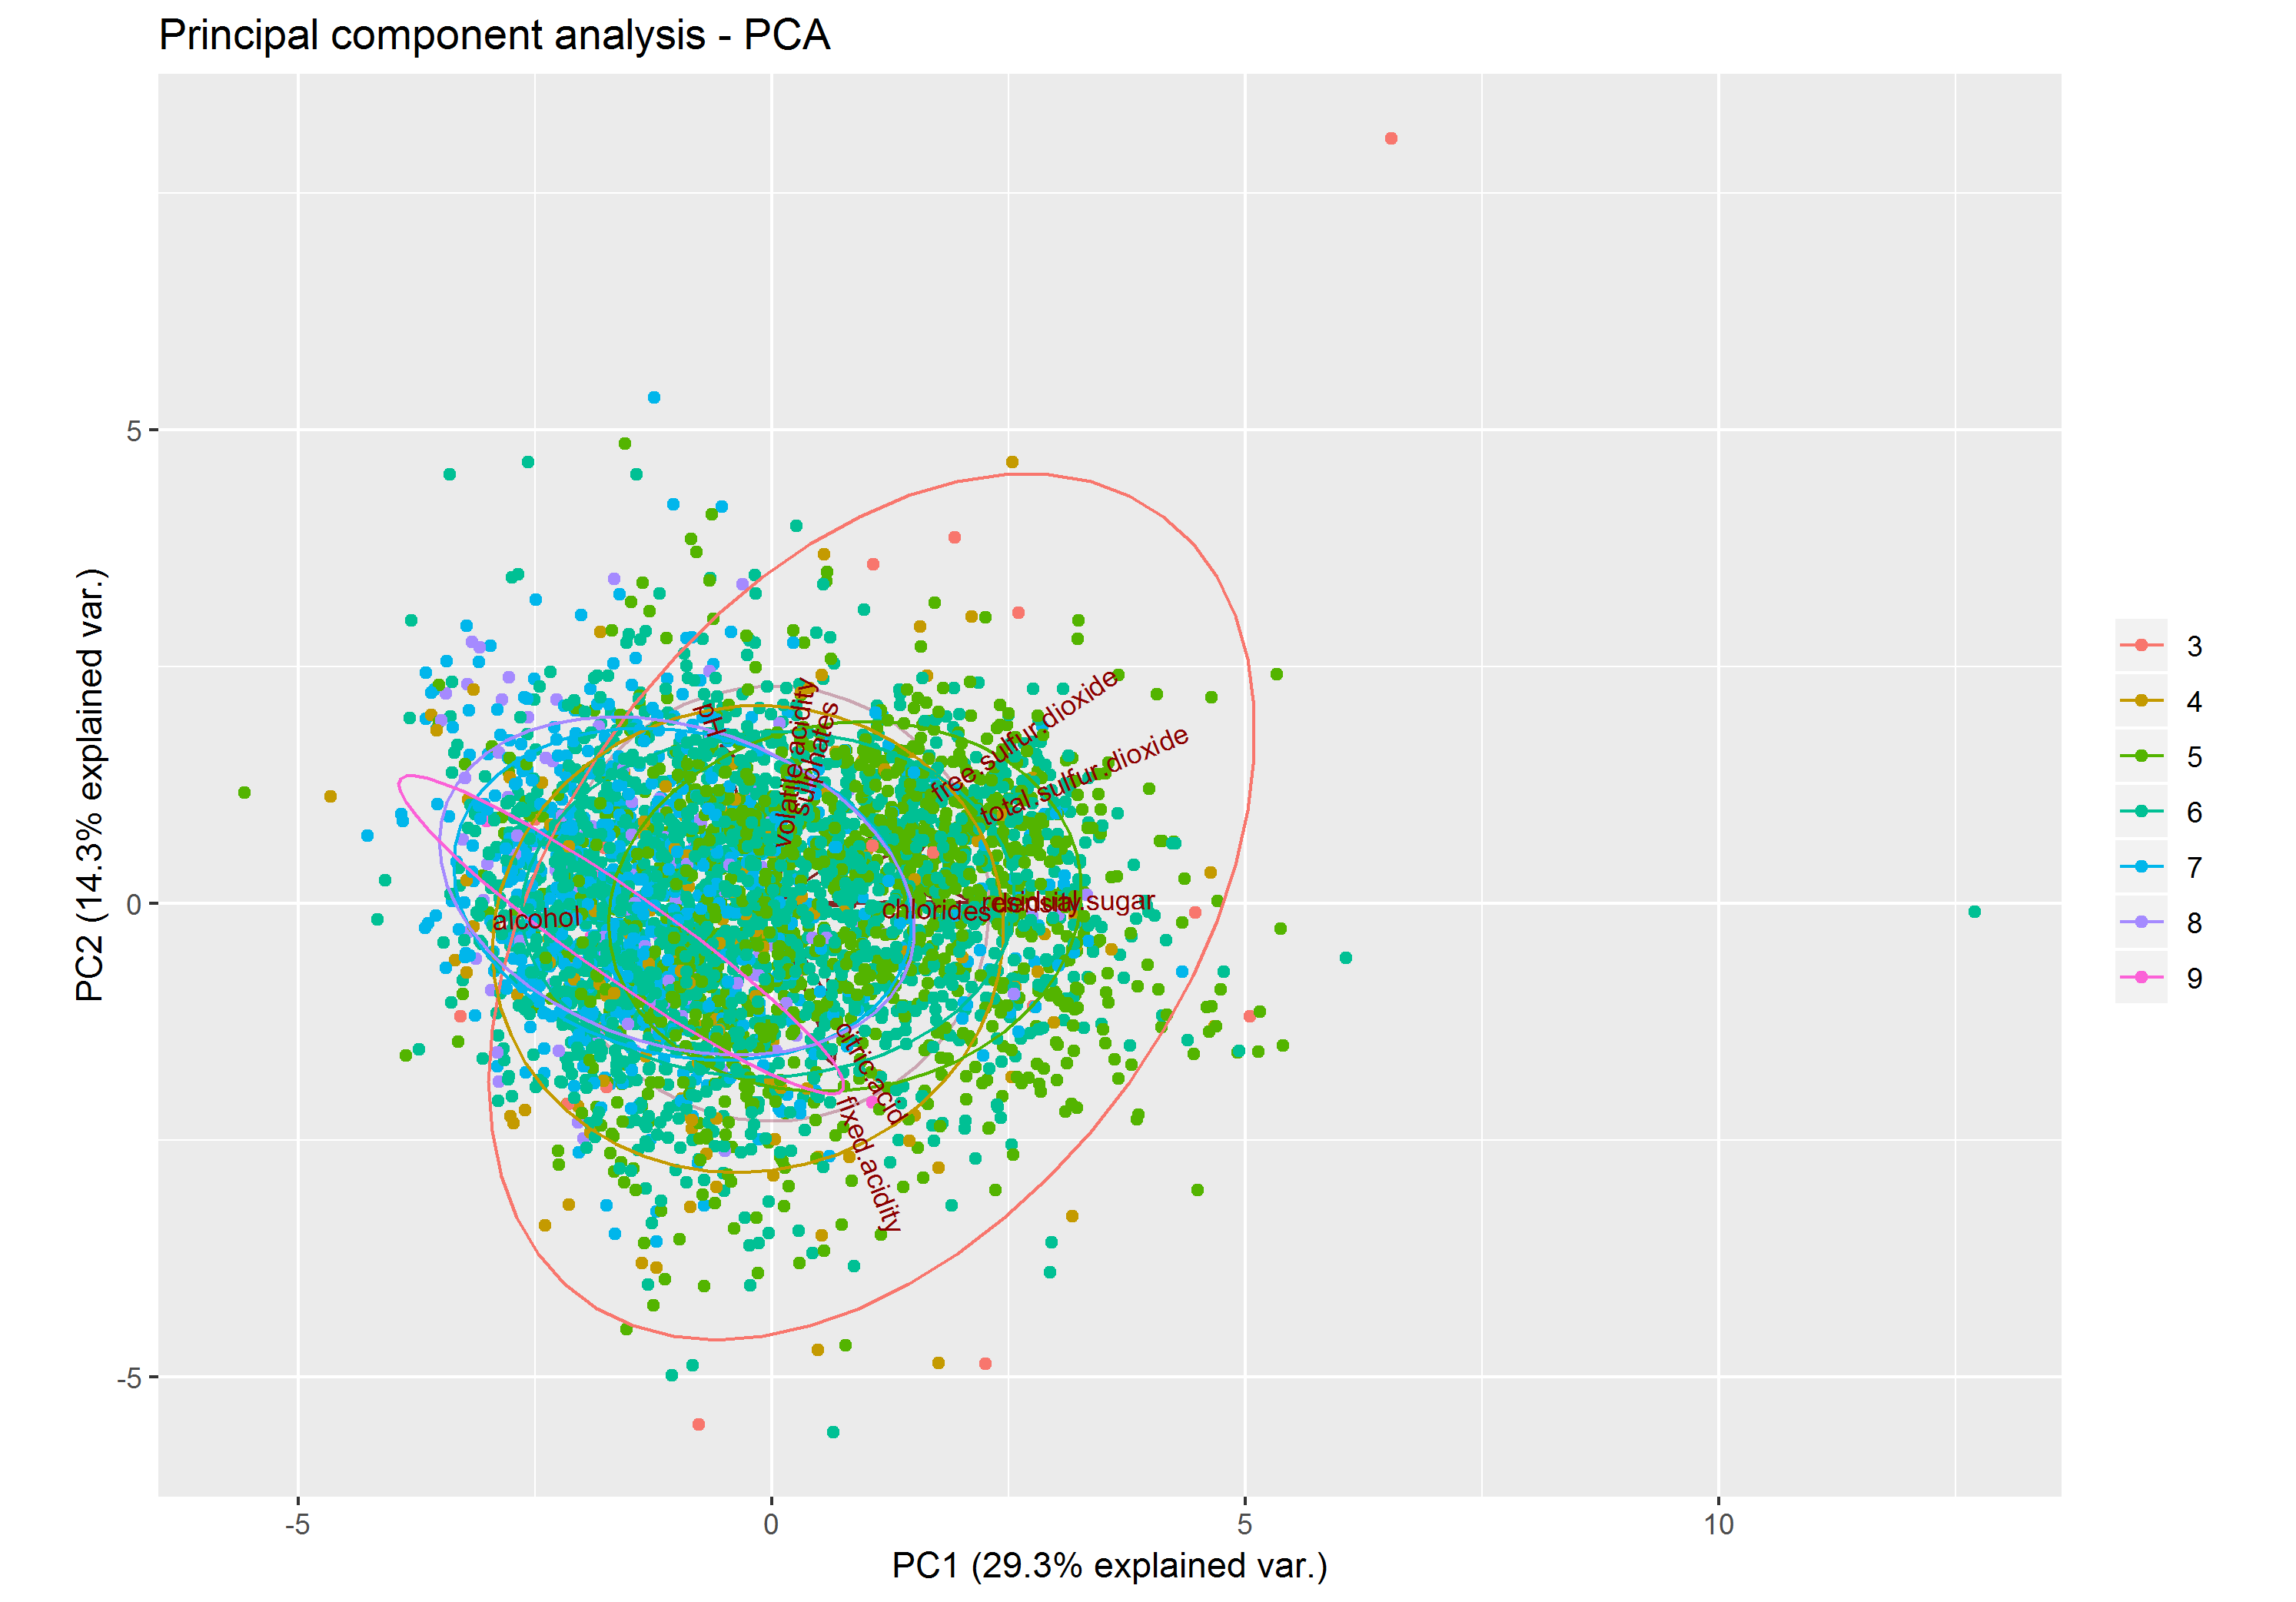 Principal component analysis - PCA
PC2 (14.3% explained var.)
5
0
-5
pH
volatile.acidity
sulphates
free.sulfur.dioxide
total.sulfur.dioxide
alcohol
chlorides
residual.sugar
density
citric.acid
fixed.acidity
3
4
5
6
7
8
9
-5
0
5
10
PC1 (29.3% explained var.)